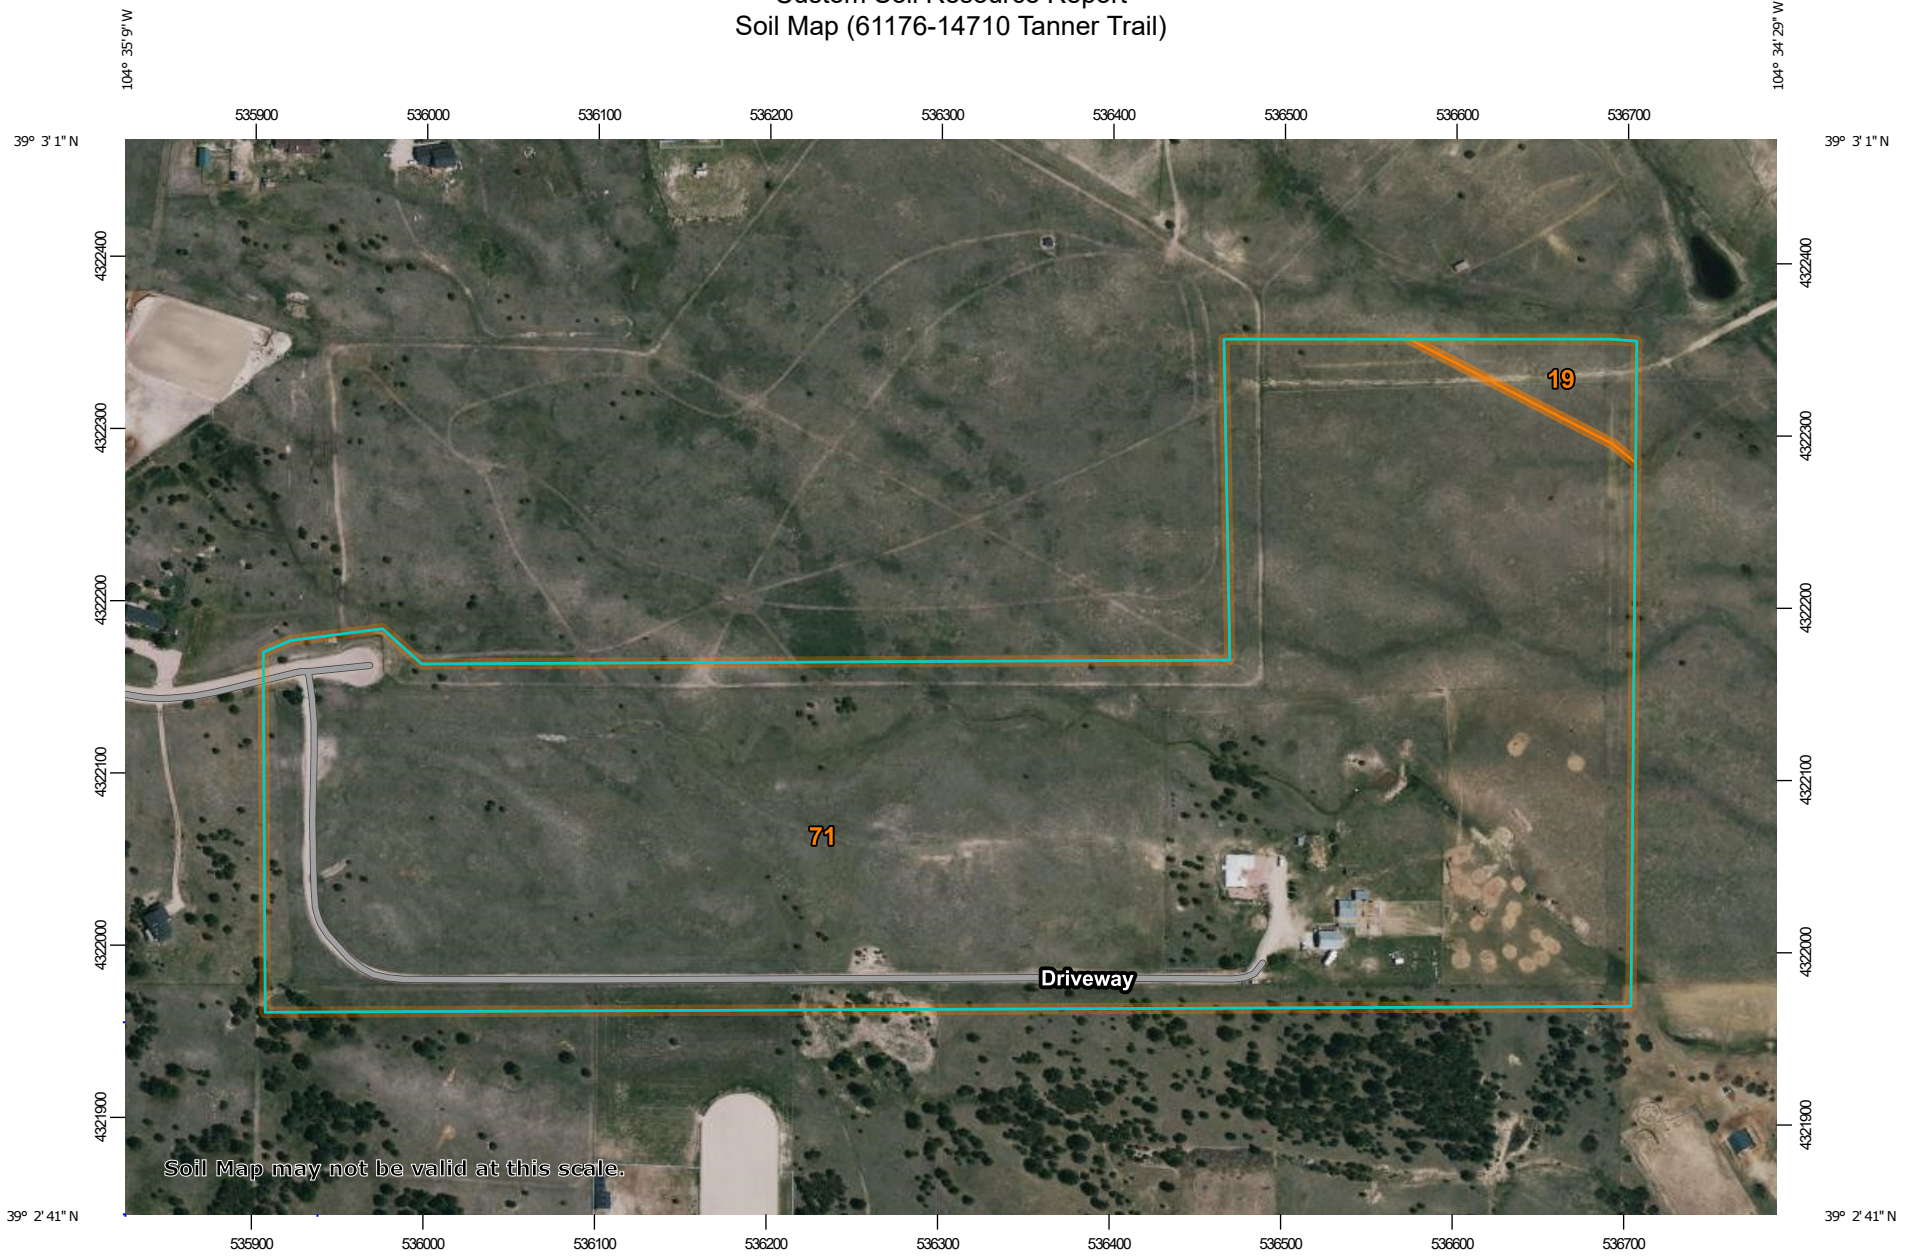 Soil Map (61176-14710 Tanner Trail)
104° 35' 9" W
104° 34' 29" W
535900 536000 536100 536200 536300 536400 536500 536600 536700
39° 3' 1" N
39° 3' 1" N
4322400
4322400
19
4322300
4322300
4322200
4322200
4322100
4322100
71
4322000
4322000
Driveway
4321900
4321900
Soil Map may not be valid at this scale.
39° 2' 41" N
39° 2' 41" N
535900 536000 536100 536200 536300 536400 536500 536600 536700